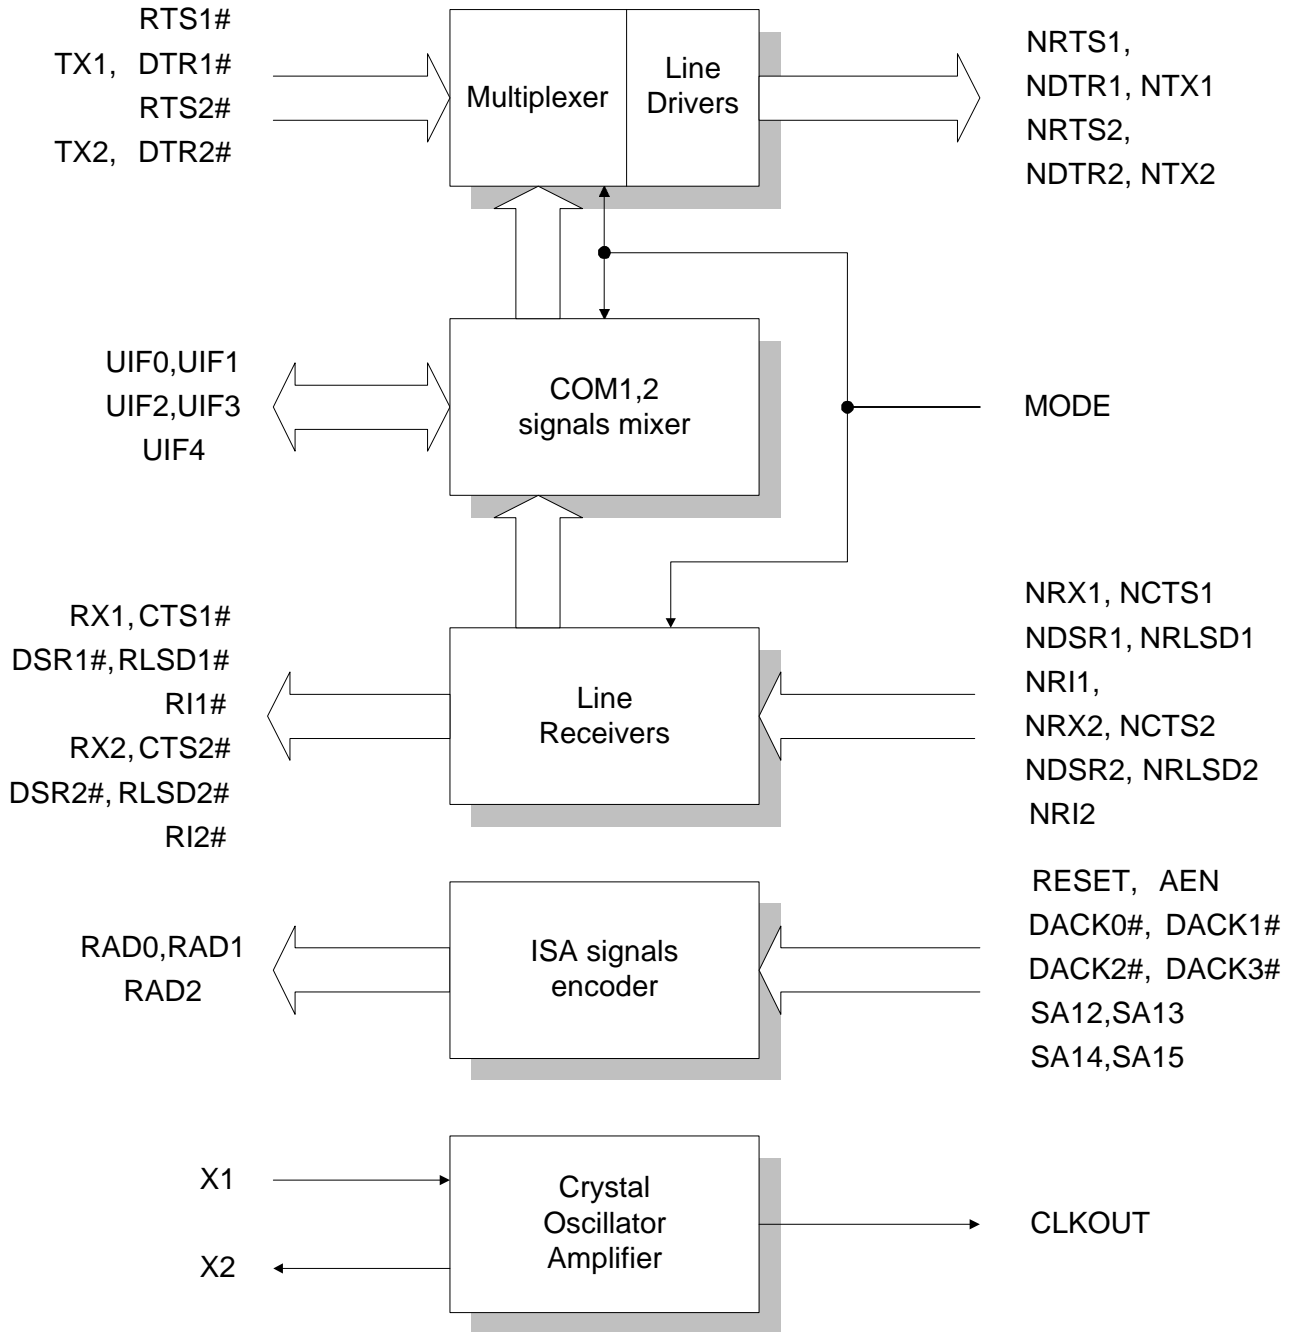 RTS1#
TX1, DTR1#
RTS2#
TX2, DTR2#
Multiplexer
Line
Drivers
NRTS1,
NDTR1, NTX1
NRTS2,
NDTR2, NTX2
UIF0,UIF1
UIF2,UIF3
UIF4
COM1,2
signals mixer
MODE
RX1, CTS1#
DSR1#, RLSD1#
RI1#
RX2, CTS2#
DSR2#, RLSD2#
RI2#
Line
Receivers
NRX1, NCTS1
NDSR1, NRLSD1
NRI1,
NRX2, NCTS2
NDSR2, NRLSD2
NRI2
RAD0,RAD1
RAD2
ISA signals
encoder
RESET, AEN
DACK0#, DACK1#
DACK2#, DACK3#
SA12,SA13
SA14,SA15
X1
X2
Crystal
Oscillator
Amplifier
CLKOUT